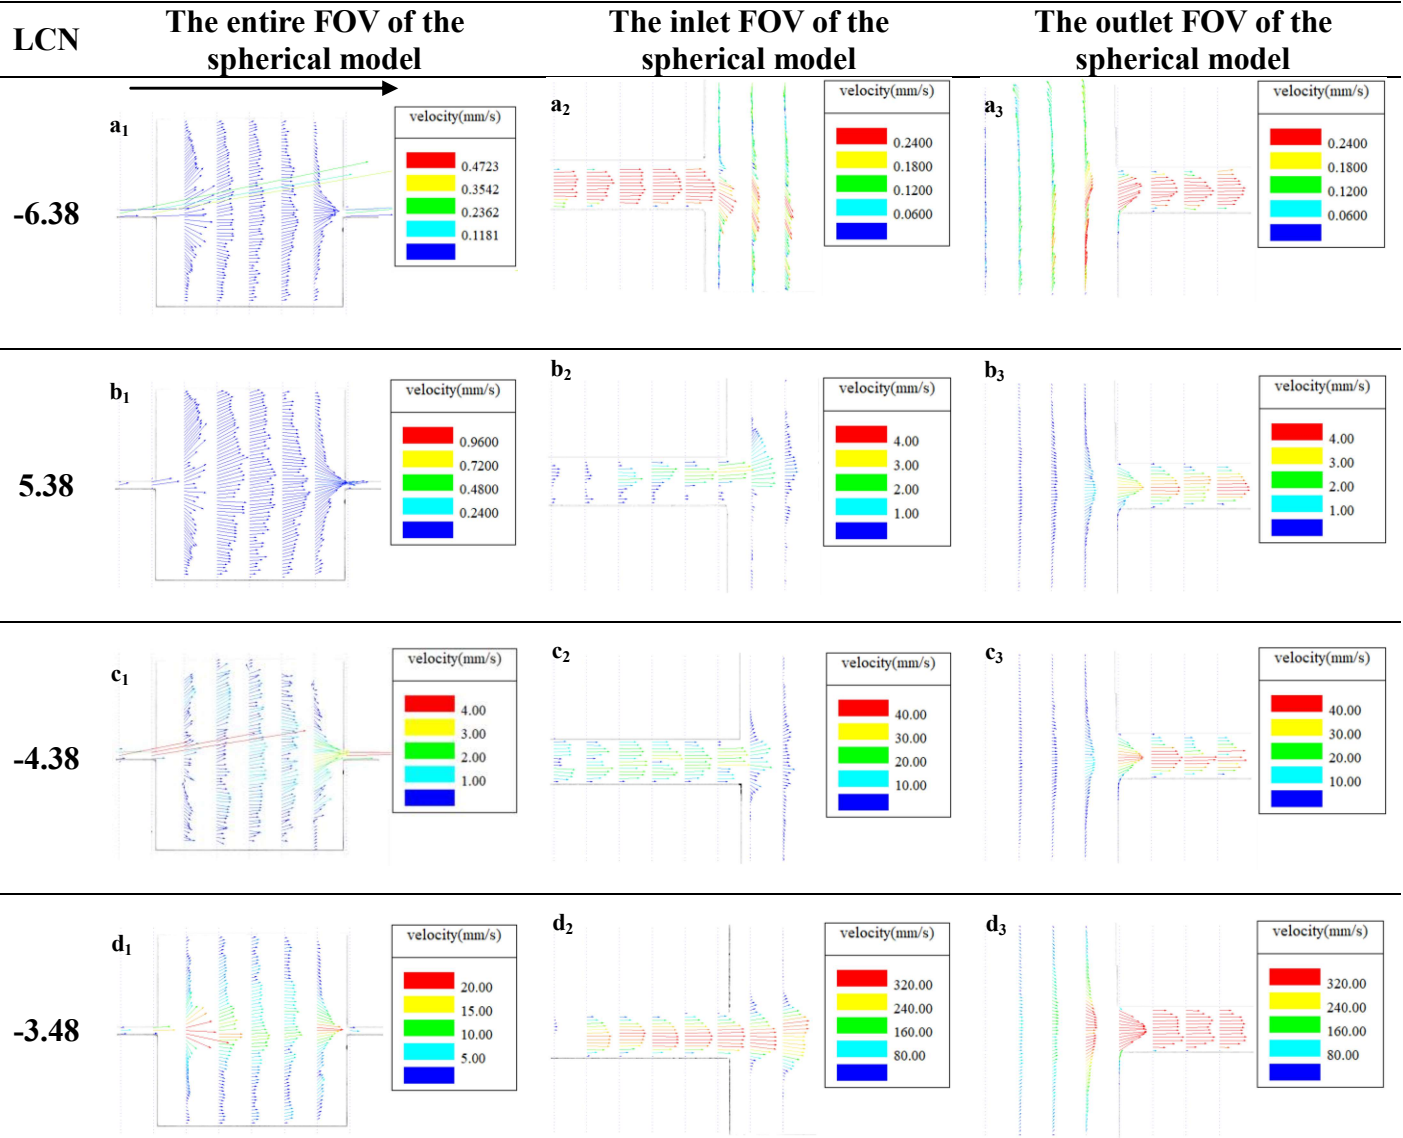 LCN
The entire FOV of the
spherical model
The inlet FOV of the
spherical model
The outlet FOV of the
spherical model
-6.38
a1
velocity(mm/s)
0.4723
0.3542
0.2362
0.1181
a2
velocity(mm/s)
0.2400
0.1800
0.1200
0.0600
a3
velocity(mm/s)
0.2400
0.1800
0.1200
0.0600
5.38
b1
velocity(mm/s)
0.9600
0.7200
0.4800
0.2400
b2
velocity(mm/s)
4.00
3.00
2.00
1.00
b3
velocity(mm/s)
4.00
3.00
2.00
1.00
-4.38
c1
velocity(mm/s)
4.00
3.00
2.00
1.00
c2
velocity(mm/s)
40.00
30.00
20.00
10.00
c3
velocity(mm/s)
40.00
30.00
20.00
10.00
-3.48
d1
velocity(mm/s)
20.00
15.00
10.00
5.00
d2
velocity(mm/s)
320.00
240.00
160.00
80.00
d3
velocity(mm/s)
320.00
240.00
160.00
80.00